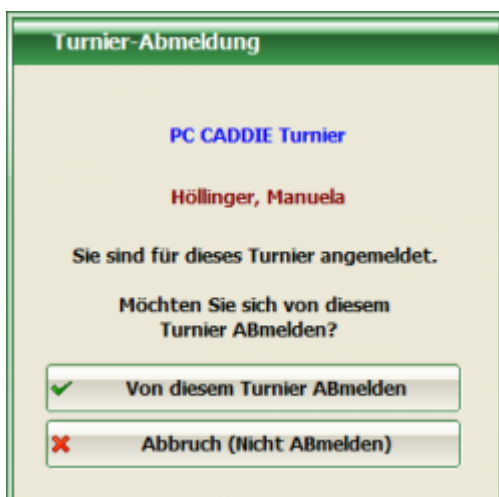 Turnier-Abmeldung
PC CADDIE Turnier
Höllinger, Manuela
Sie sind für dieses Turnier angemeldet.
Möchten Sie sich von diesem
Turnier ABmelden?
Von diesem Turnier ABmelden
Abbruch (Nicht ABmelden)